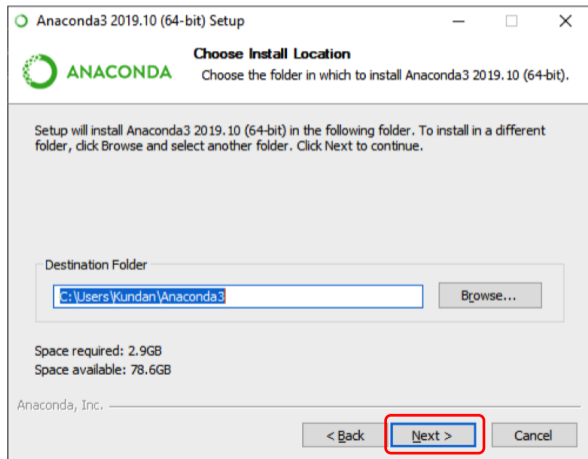 Anaconda3 2019.10 (64-bit) Setup
ANACONDA
Choose Install Location
Choose the folder in which to install Anaconda3 2019.10 (64-bit).
Setup will install Anaconda3 2019.10 (64-bit) in the following folder. To install in a different
folder, click Browse and select another folder. Click Next to continue.
Destination Folder
C:\Users\Kundan\Anaconda3
Browse...
Space required: 2.9GB
Space available: 78.6GB
Anaconda, Inc.
< Back
Next >
Cancel